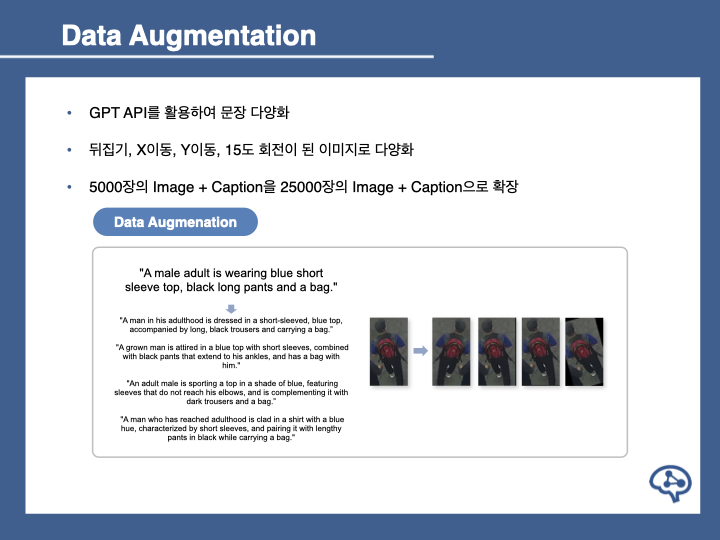 Data Augmentation
• GPT API를 활용하여 문장 다양화
• 뒤집기, X이동, Y이동, 15도 회전이 된 이미지로 다양화
• 5000장의 Image + Caption을 25000장의 Image + Caption으로 확장
Data Augmenation
"A male adult is wearing blue short
sleeve top, black long pants and a bag."
"A man in his adulthood is dressed in a short-sleeved, blue top,
accompanied by long, black trousers and carrying a bag."
"A grown man is attired in a blue top with short sleeves, combined
with black pants that extend to his ankles, and has a bag with
him."
"An adult male is sporting a top in a shade of blue, featuring
sleeves that do not reach his elbows, and is complementing it with
dark trousers and a bag."
"A man who has reached adulthood is clad in a shirt with a blue
hue, characterized by short sleeves, and pairing it with lengthy
pants in black while carrying a bag."